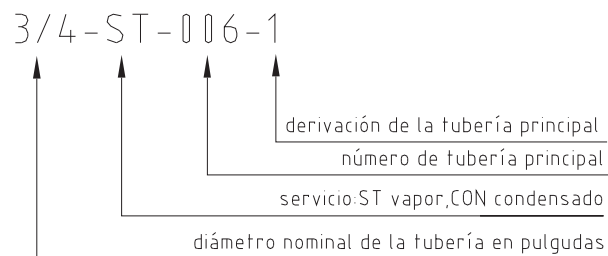 3/4-ST-006-1
derivación de la tubería principal
número de tubería principal
servicio:ST vapor,CON condensado
diámetro nominal de la tubería en pulgudas